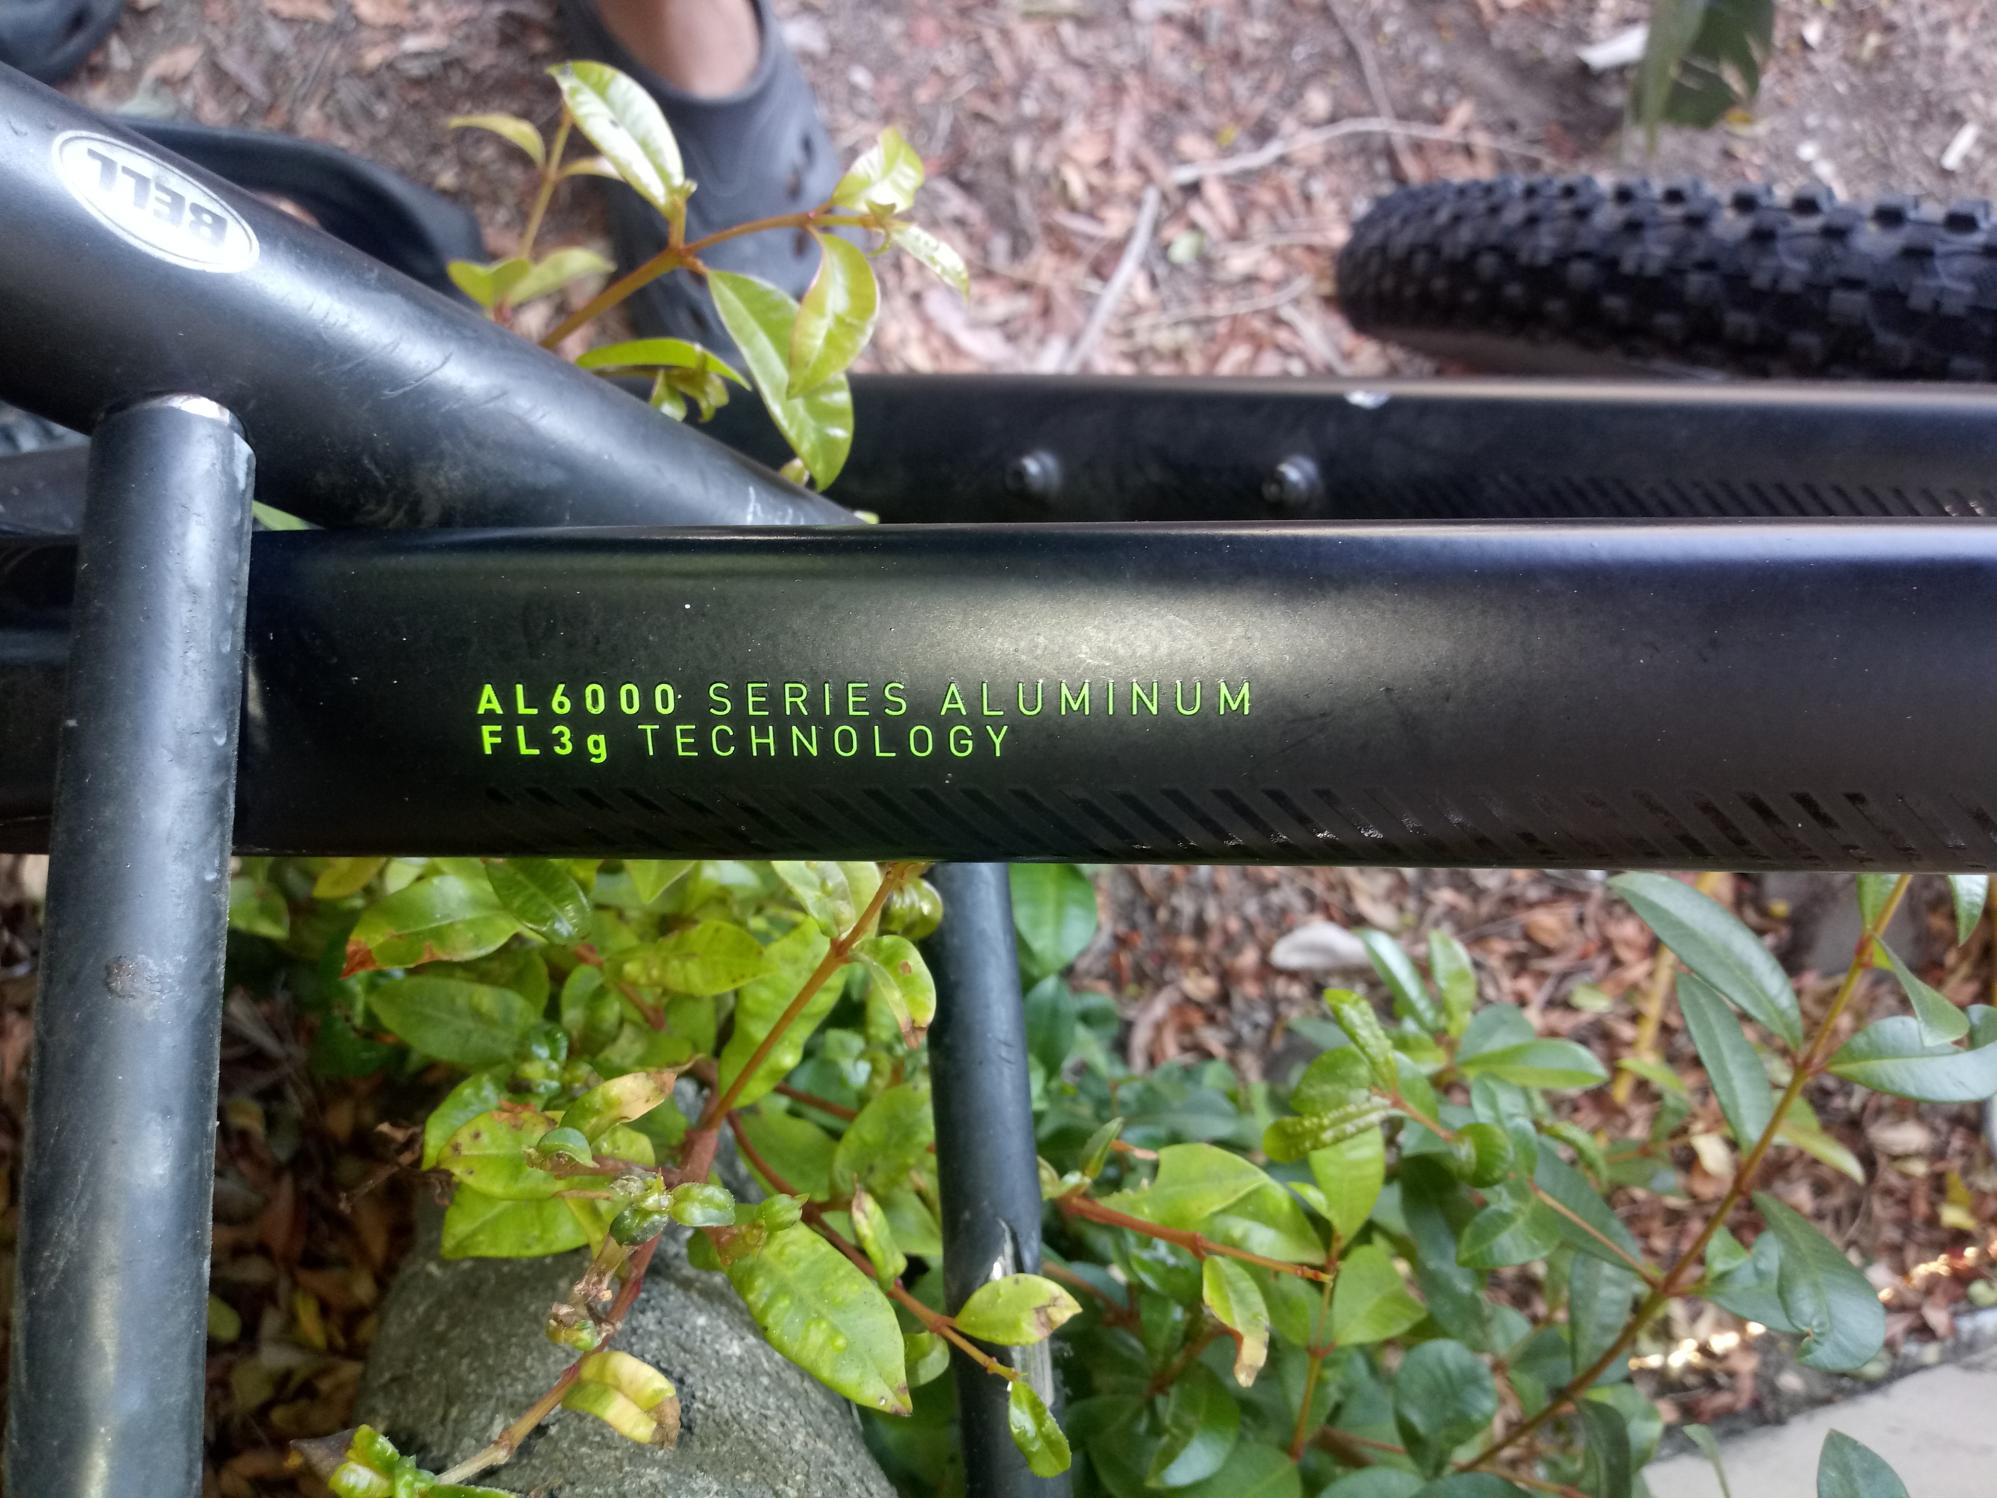 BELL
AL6000 SERIES ALUMINUM
FL3g TECHNOLOGY